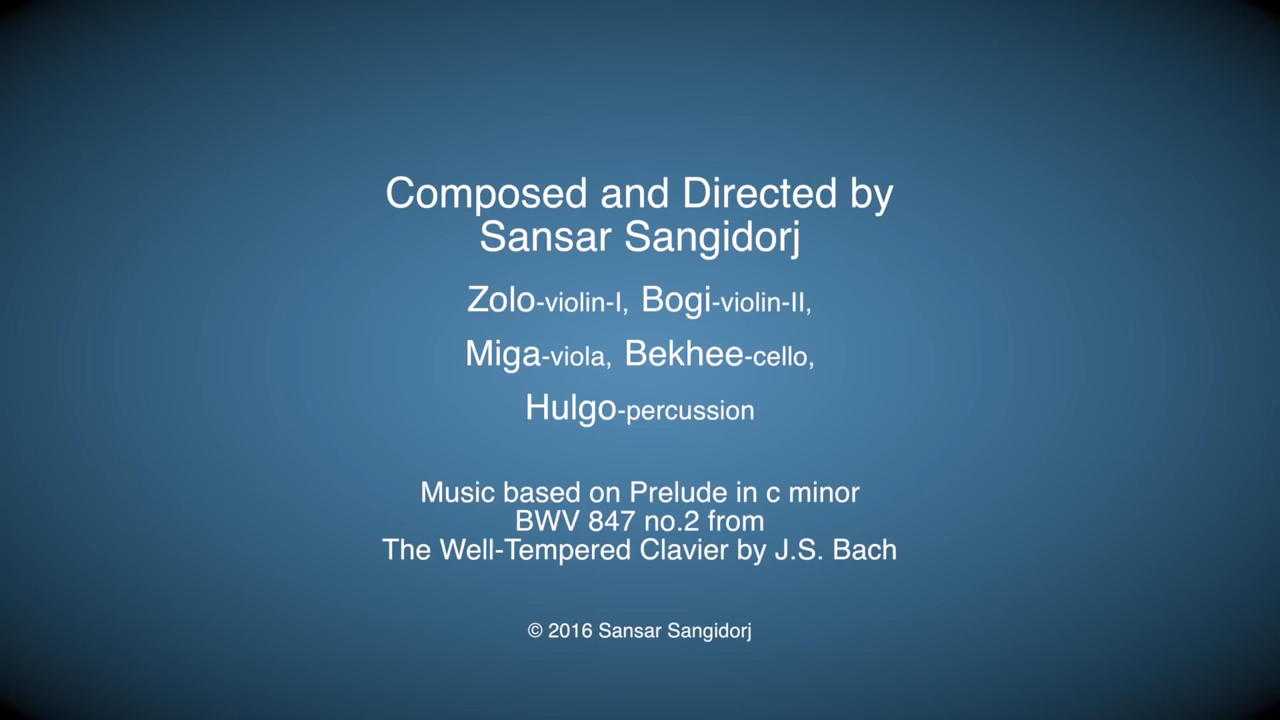 Composed and Directed by
Sansar Sangidorj
Zolo-violin-I, Bogi-violin-II,
Miga-viola, Bekhee-cello,
Hulgo-percussion
Music based on Prelude in c minor
BWV 847 no.2 from
The Well-Tempered Clavier by J.S. Bach
© 2016 Sansar Sangidorj